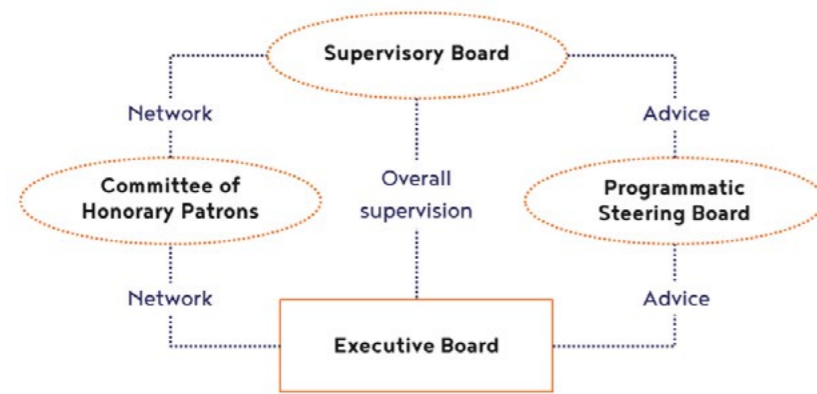 Supervisory Board
Network
Advice
Committee of
Honorary Patrons
Overall
supervision
Programmatic
Steering Board
Network
Advice
Executive Board